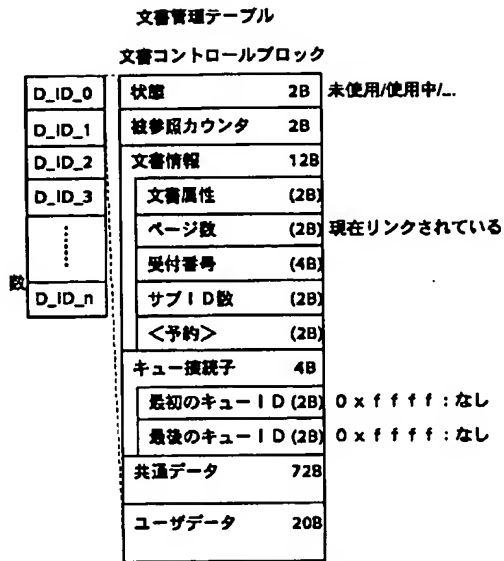 文書管理テーブル
文書コントロールブロック
D_ID_0
D_ID_1
D_ID_2
D_ID_3
数
D_ID_n
状態 2B 未使用/使用中/...
被参照カウンタ 2B
文書情報 12B
文書属性 (2B)
ページ数 (2B) 現在リンクされている
受付番号 (4B)
サブID数 (2B)
<予約> (2B)
キュー接続子 4B
最初のキューID (2B) 0xffff:なし
最後のキューID (2B) 0xffff:なし
共通データ 72B
ユーザデータ 20B